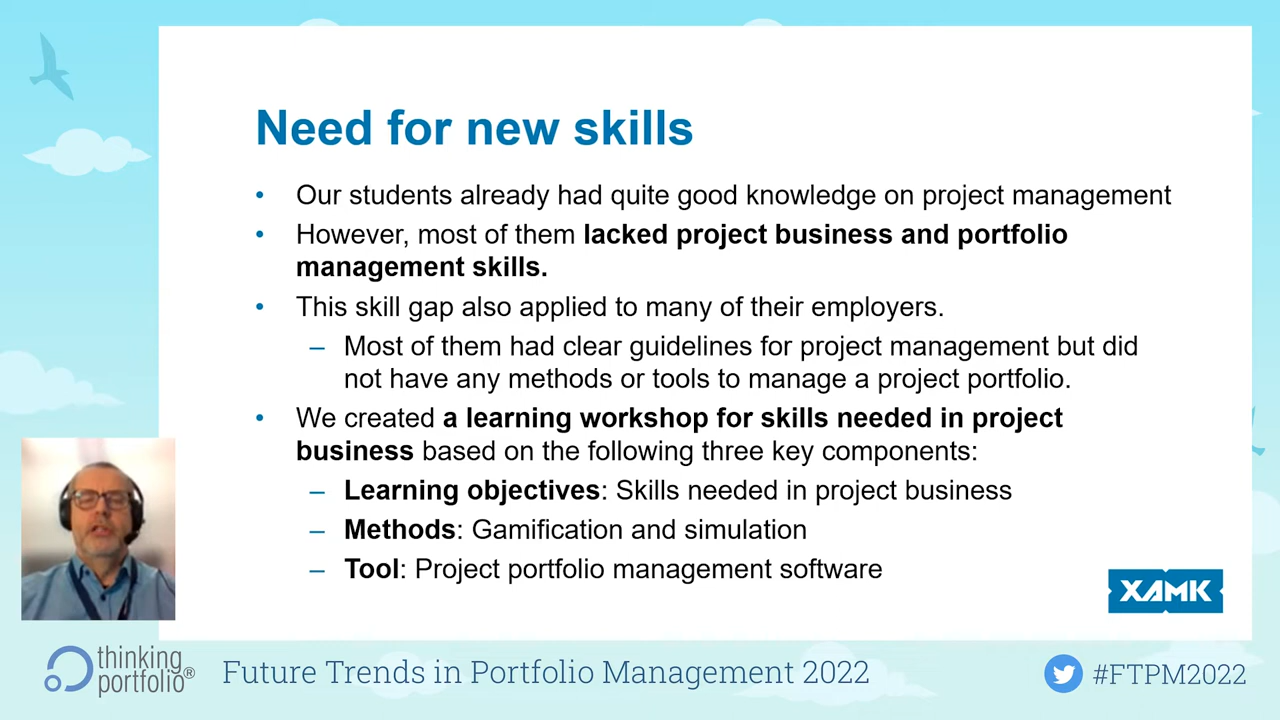 Need for new skills
• Our students already had quite good knowledge on project management
• However, most of them lacked project business and portfolio
management skills.
• This skill gap also applied to many of their employers.
– Most of them had clear guidelines for project management but did
not have any methods or tools to manage a project portfolio.
• We created a learning workshop for skills needed in project
business based on the following three key components:
– Learning objectives: Skills needed in project business
– Methods: Gamification and simulation
– Tool: Project portfolio management software
XAMK
thinking
portfolio®
Future Trends in Portfolio Management 2022
#FTPM2022